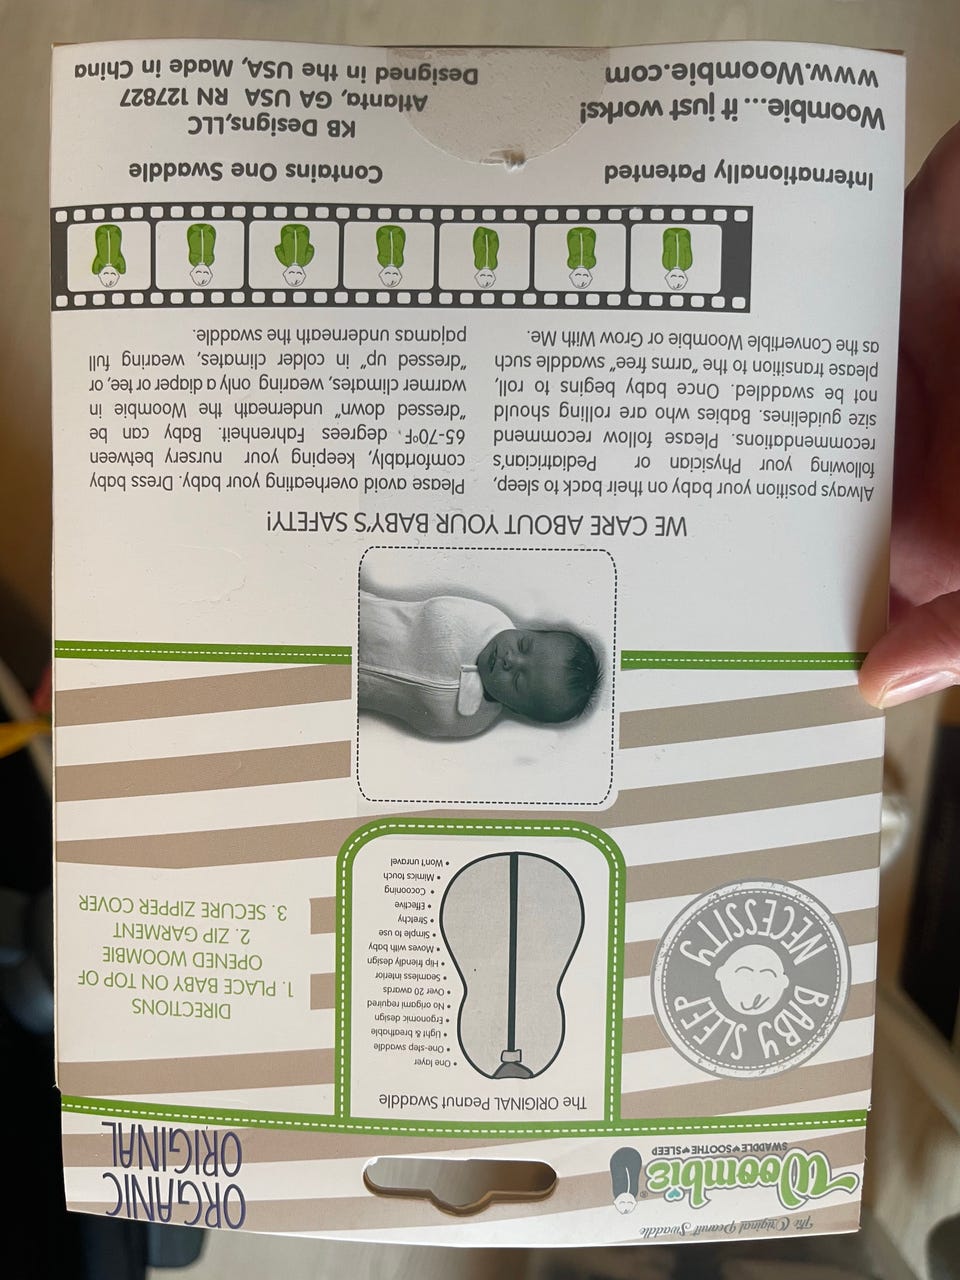 The Original Peanut Swaddle
Woombie®
SWADDLE♥SOOTHE♥SLEEP
ORGANIC
ORIGINAL
BABY SLEEP
NECESSITY
The ORIGINAL Peanut Swaddle
• One layer
• One-step swaddle
• Light & breathable
• Ergonomic design
• No origami required
• Over 20 awards
• Seamless interior
• Hip friendly design
• Moves with baby
• Simple to use
• Stretchy
• Effective
• Cocooning
• Mimics touch
• Won't unravel
DIRECTIONS
1. PLACE BABY ON TOP OF
OPENED WOOMBIE
2. ZIP GARMENT
3. SECURE ZIPPER COVER
WE CARE ABOUT YOUR BABY'S SAFETY!
Always position your baby on their back to sleep,
following your Physician or Pediatrician's
recommendations. Please follow recommend
size guidelines. Babies who are rolling should
not be swaddled. Once baby begins to roll,
please transition to the "arms free" swaddle such
as the Convertible Woombie or Grow With Me.
Please avoid overheating your baby. Dress baby
comfortably, keeping your nursery between
65-70°F. degrees Fahrenheit. Baby can be
"dressed down" underneath the Woombie in
warmer climates, wearing only a diaper or tee, or
"dressed up" in colder climates, wearing full
pajamas underneath the swaddle.
Internationally Patented
Woombie... it just works!
www.Woombie.com
Contains One Swaddle
KB Designs,LLC
Atlanta, GA USA RN 127827
Designed in the USA, Made in China